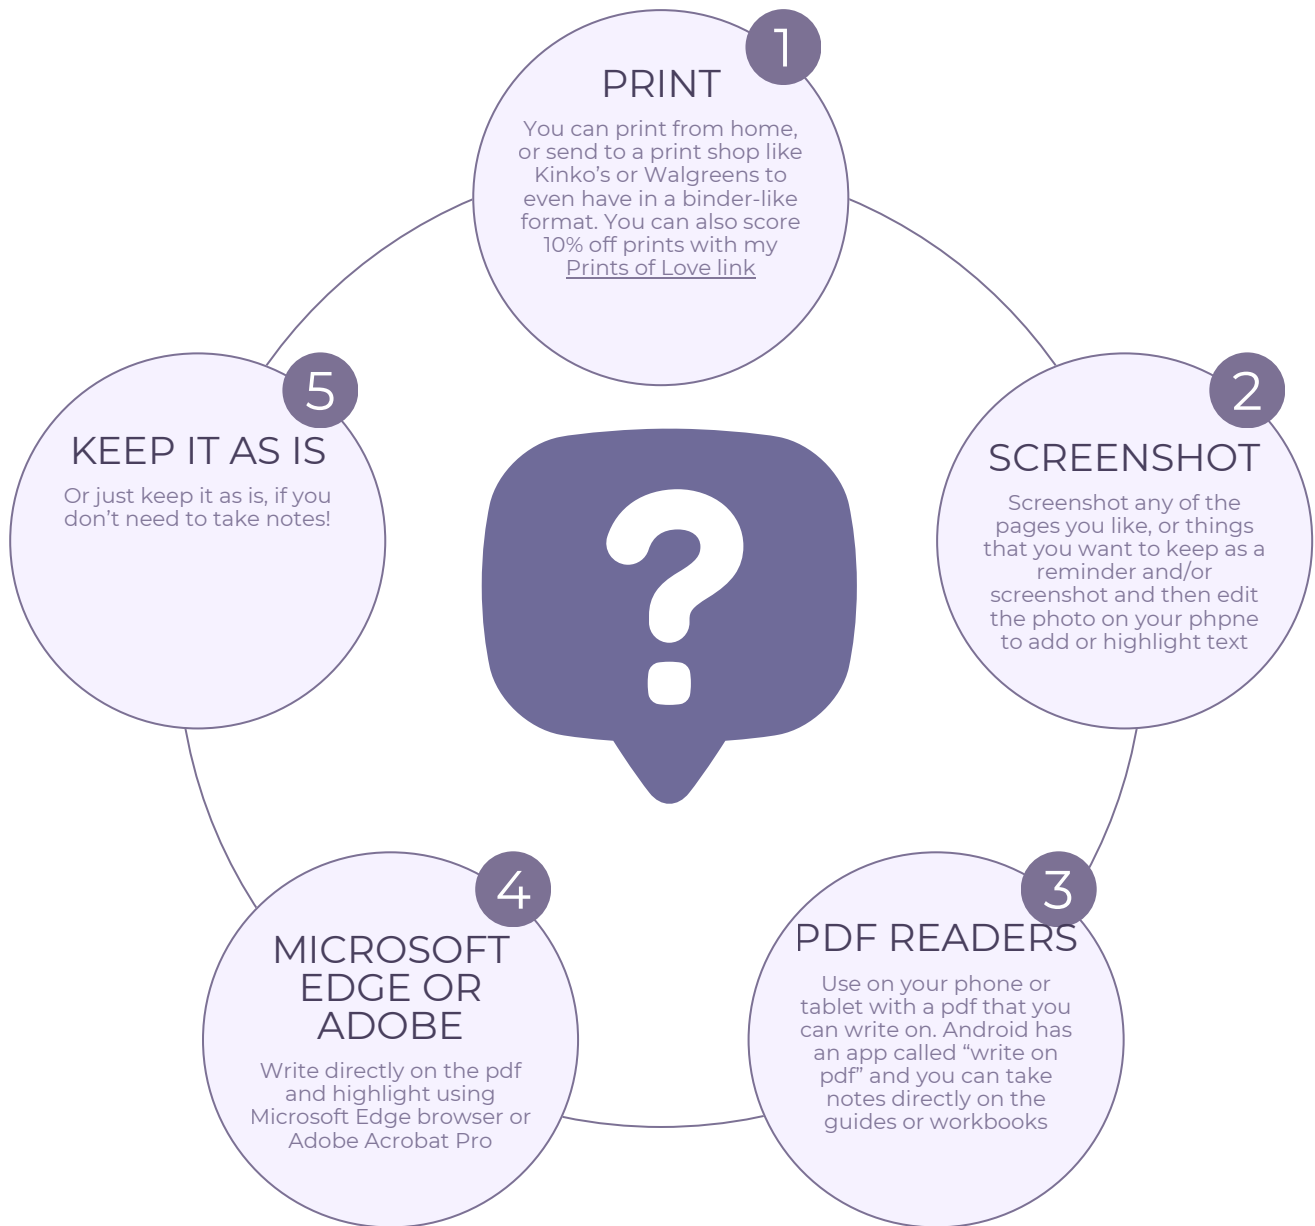 1
PRINT
You can print from home,
or send to a print shop like
Kinko’s or Walgreens to
even have in a binder-like
format. You can also score
10% off prints with my
Prints of Love link
2
SCREENSHOT
Screenshot any of the
pages you like, or things
that you want to keep as a
reminder and/or
screenshot and then edit
the photo on your phpne
to add or highlight text
3
PDF READERS
Use on your phone or
tablet with a pdf that you
can write on. Android has
an app called “write on
pdf” and you can take
notes directly on the
guides or workbooks
4
MICROSOFT
EDGE OR
ADOBE
Write directly on the pdf
and highlight using
Microsoft Edge browser or
Adobe Acrobat Pro
5
KEEP IT AS IS
Or just keep it as is, if you
don’t need to take notes!
?